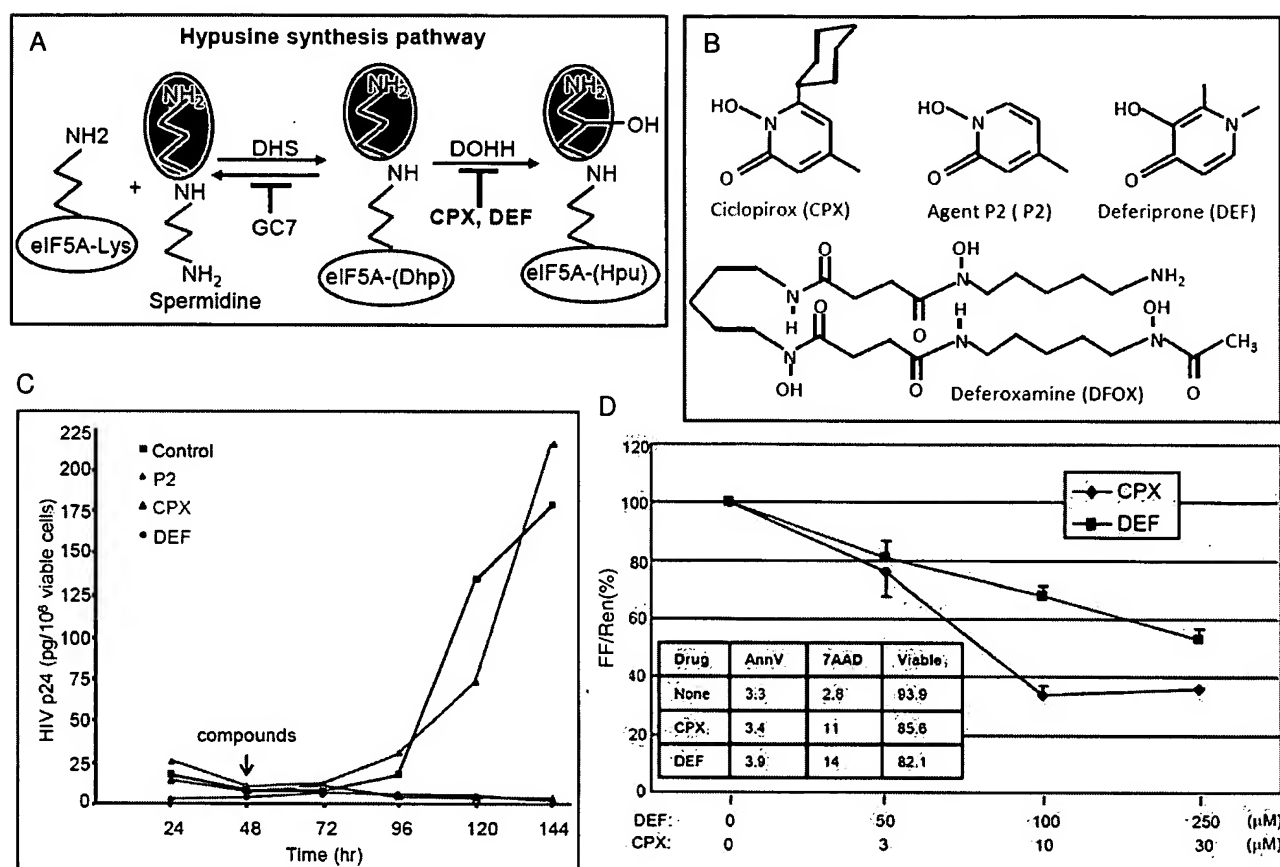 A
Hypusine synthesis pathway
NH2
NH2
NH2
NH2
OH
DHS
DOHH
+
NH
NH
NH
GC7
CPX, DEF
eIF5A-Lys
NH2
eIF5A-(Dhp)
eIF5A-(Hpu)
Spermidine
B
HO
N
O
Ciclopirox (CPX)
HO
N
O
Agent P2 ( P2)
HO
N
O
Deferiprone (DEF)
O
OH
N
NH2
N
H
O
O
H
N
OH
N
N
CH3
OH
O
O
Deferoxamine (DFOX)
C
225
200
175
150
125
100
75
50
25
0
HIV p24 (pg/10⁶ viable cells)
Control
P2
CPX
DEF
compounds
24 48 72 96 120 144
Time (hr)
D
120
100
80
60
40
20
0
FF/Ren(%)
CPX
DEF
Drug AnnV 7AAD Viable
None 3.3 2.8 93.9
CPX 3.4 11 85.6
DEF 3.9 14 82.1
DEF: 0 50 100 250 (µM)
CPX: 0 3 10 30 (µM)